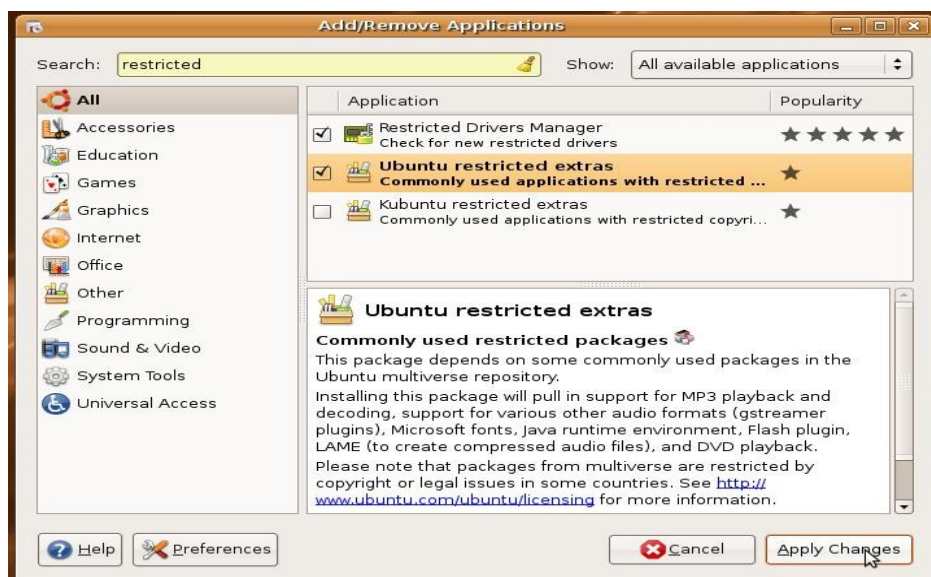 Add/Remove Applications
Search: restricted Show: All available applications
All
Accessories
Education
Games
Graphics
Internet
Office
Other
Programming
Sound & Video
System Tools
Universal Access
Application Popularity
Restricted Drivers Manager
Check for new restricted drivers
Ubuntu restricted extras
Commonly used applications with restricted ...
Kubuntu restricted extras
Commonly used applications with restricted copyri...
Ubuntu restricted extras
Commonly used restricted packages
This package depends on some commonly used packages in the
Ubuntu multiverse repository.
Installing this package will pull in support for MP3 playback and
decoding, support for various other audio formats (gstreamer
plugins), Microsoft fonts, Java runtime environment, Flash plugin,
LAME (to create compressed audio files), and DVD playback.
Please note that packages from multiverse are restricted by
copyright or legal issues in some countries. See http://
www.ubuntu.com/ubuntu/licensing for more information.
Help Preferences Cancel Apply Changes